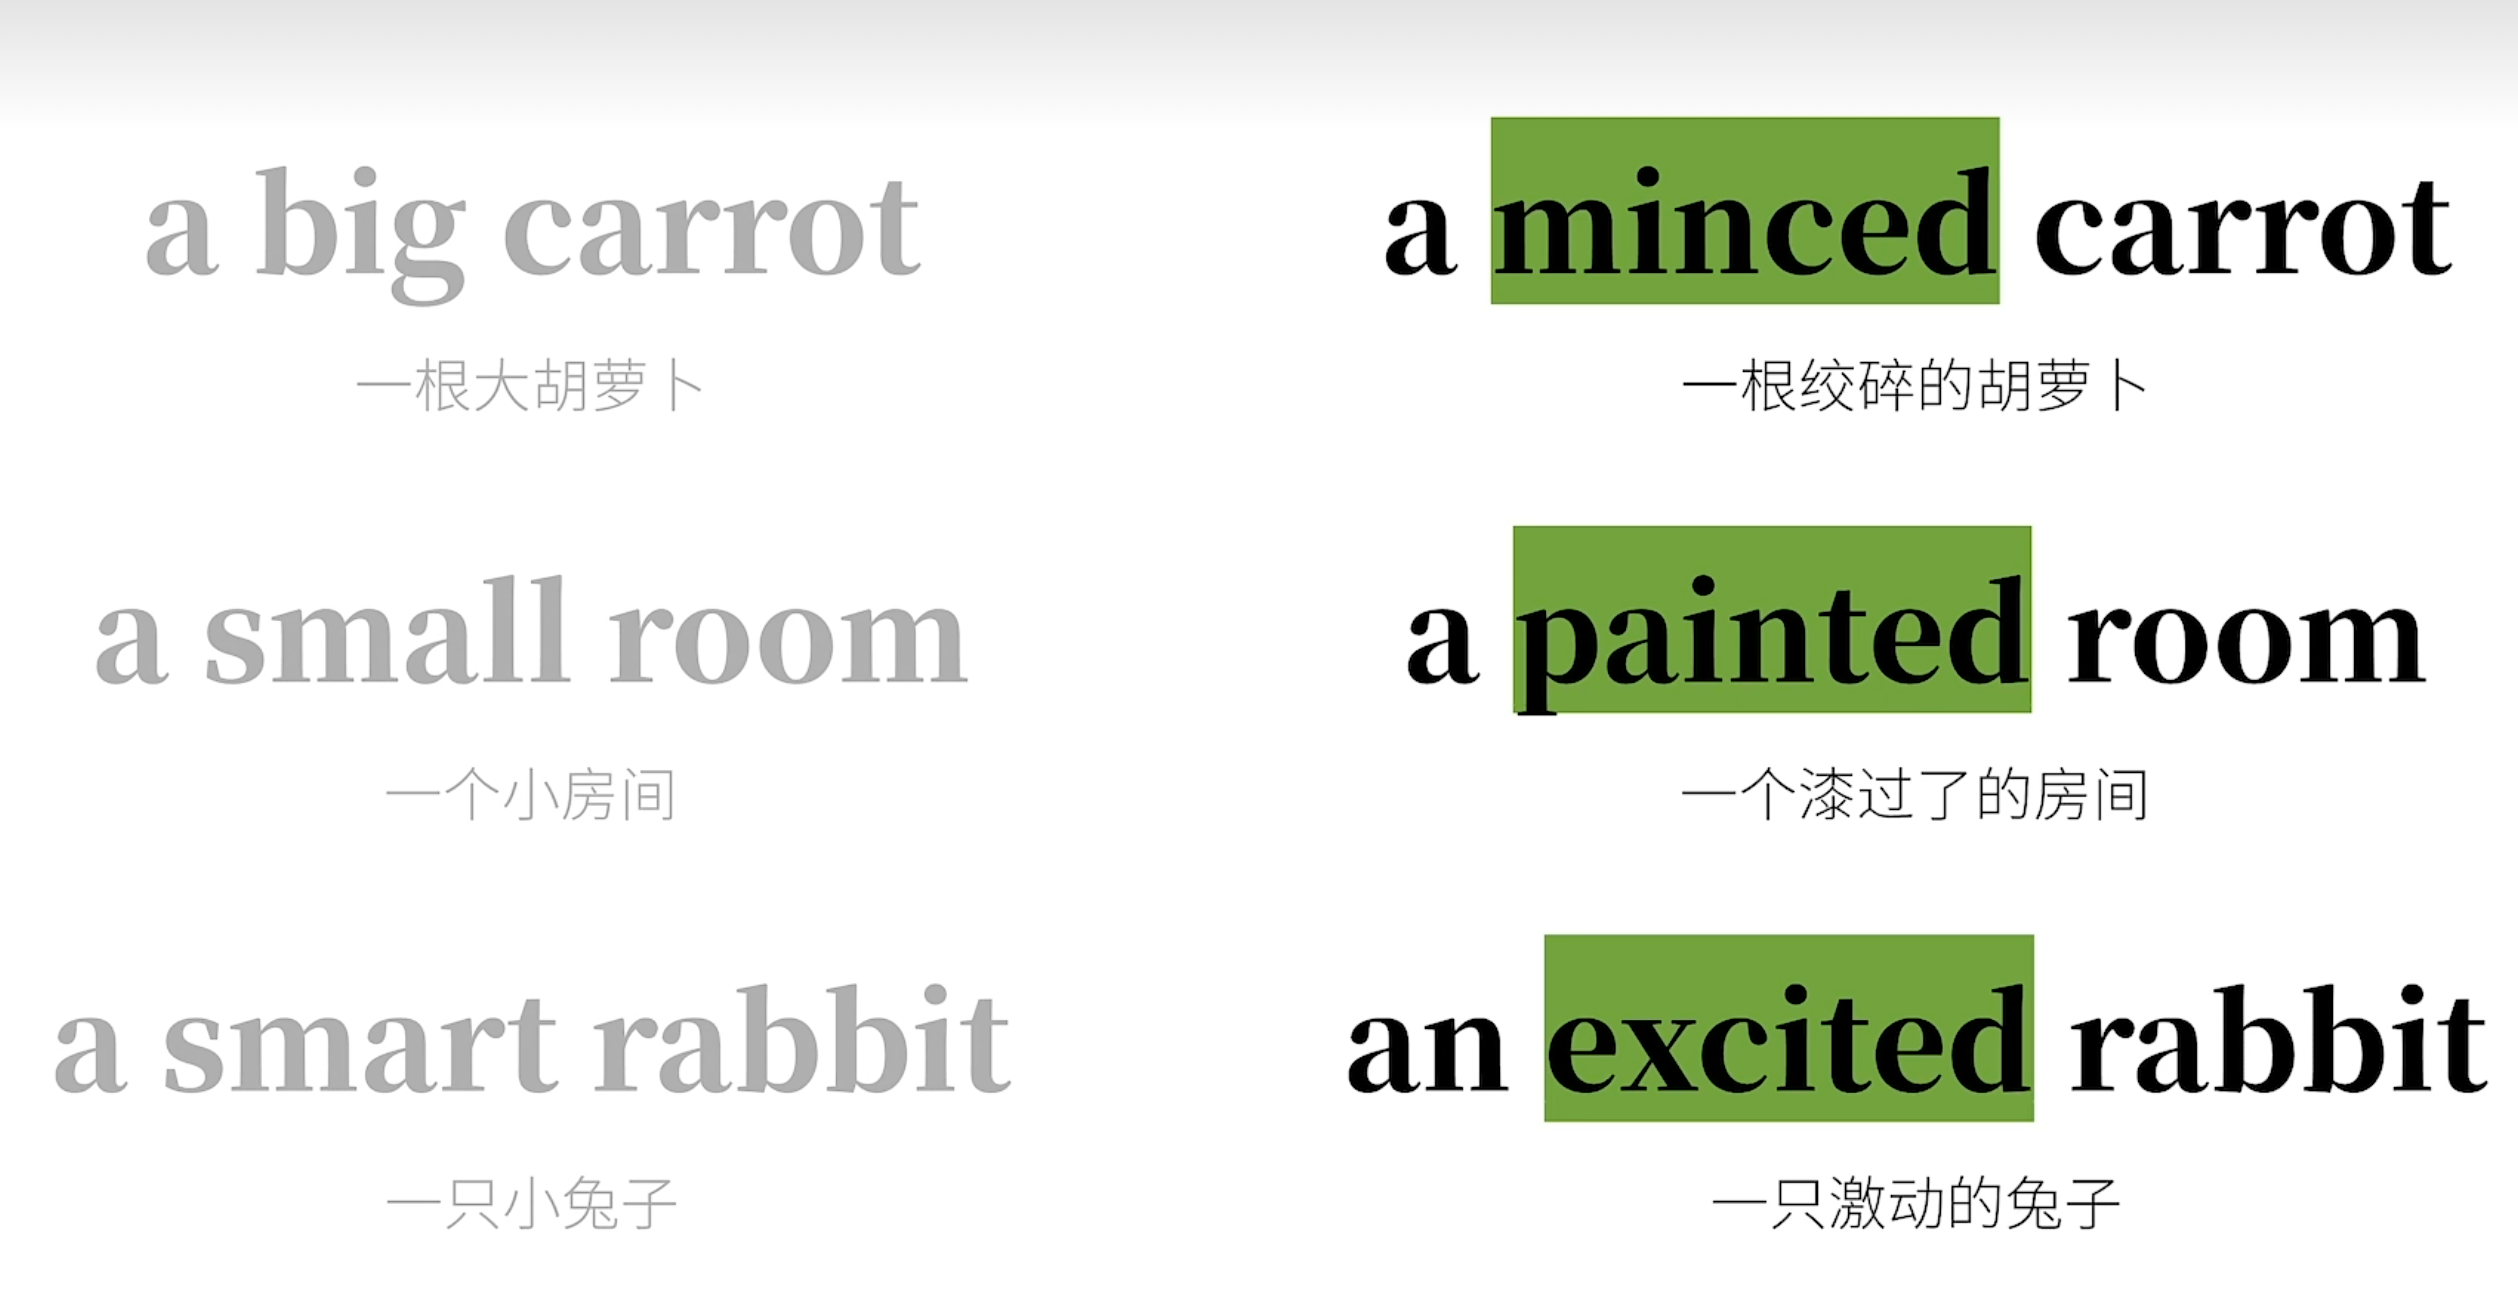 a big carrot
a minced carrot
一根大胡萝卜
一根绞碎的胡萝卜
a small room
a painted room
一个小房间
一个漆过了的房间
a smart rabbit
an excited rabbit
一只小兔子
一只激动的兔子